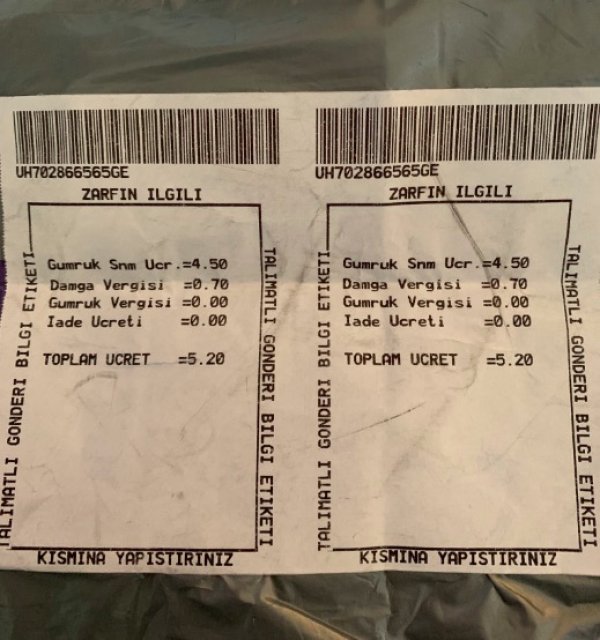 UH702866565GE
ZARFIN ILGILI
TALIMATLI GONDERI BILGI ETIKETI
Gumruk Snm Ucr.=4.50
Damga Vergisi =0.70
Gumruk Vergisi =0.00
Iade Ucreti =0.00
TOPLAM UCRET =5.20
TALIMATLI GONDERI BILGI ETIKETI
KISMINA YAPISTIRINIZ
UH702866565GE
ZARFIN ILGILI
TALIMATLI GONDERI BILGI ETIKETI
Gumruk Snm Ucr.=4.50
Damga Vergisi =0.70
Gumruk Vergisi =0.00
Iade Ucreti =0.00
TOPLAM UCRET =5.20
TALIMATLI GONDERI BILGI ETIKETI
KISMINA YAPISTIRINIZ